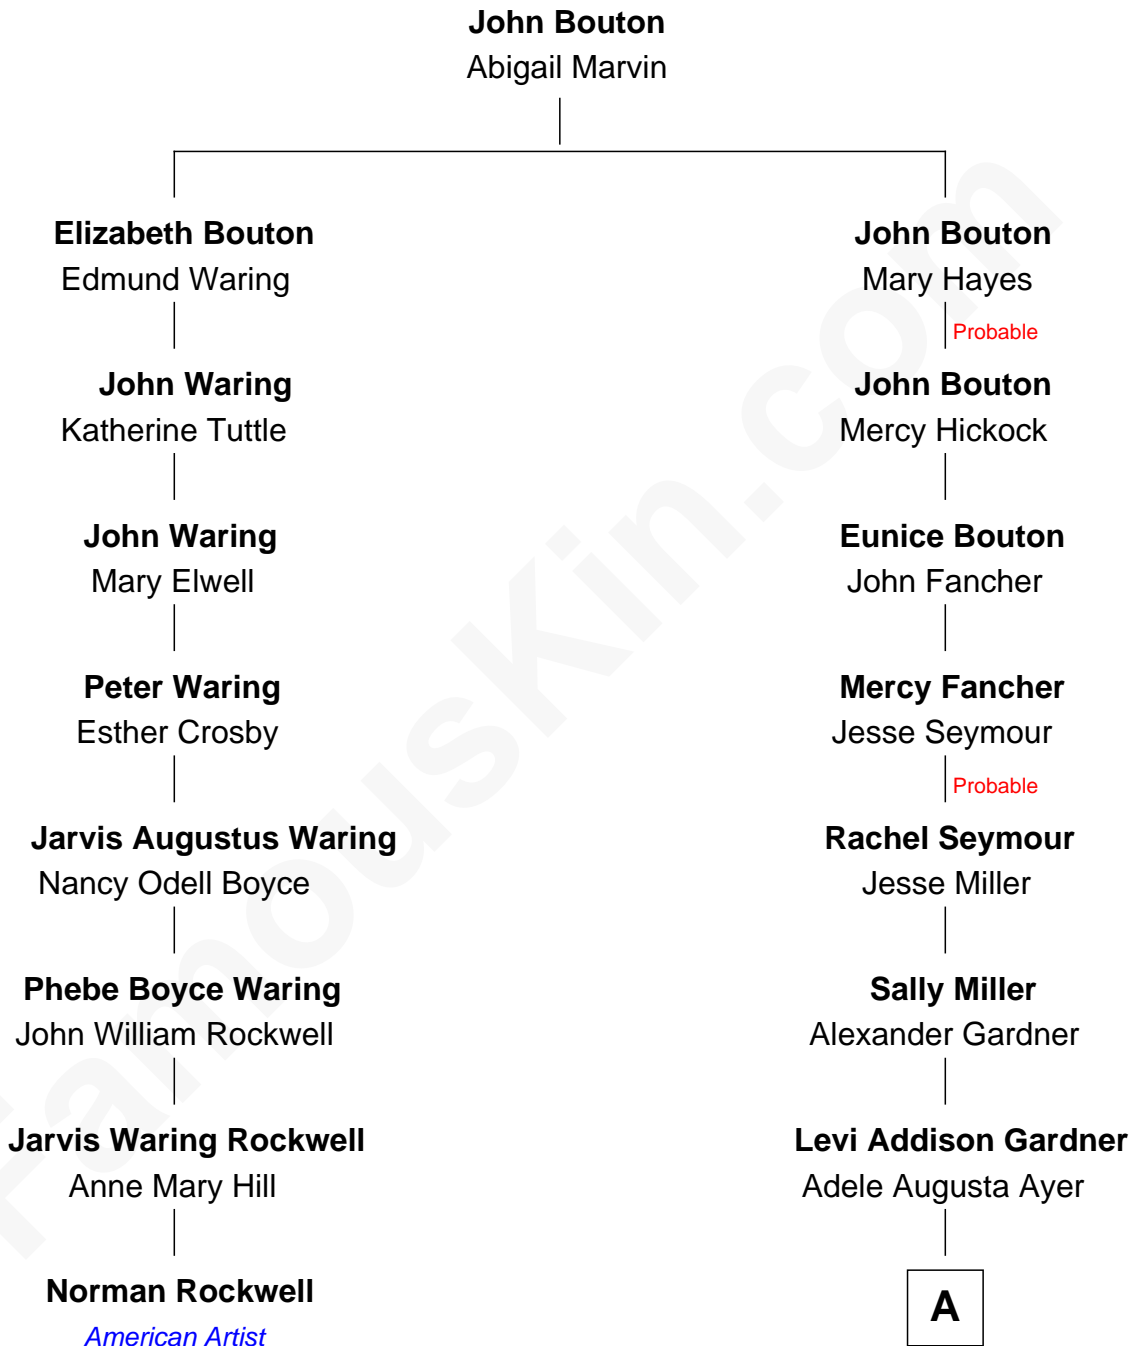 John Bouton
Abigail Marvin
Elizabeth Bouton
Edmund Waring
John Bouton
Mary Hayes
Probable
John Waring
Katherine Tuttle
John Bouton
Mercy Hickock
John Waring
Mary Elwell
Eunice Bouton
John Fancher
Peter Waring
Esther Crosby
Mercy Fancher
Jesse Seymour
Probable
Jarvis Augustus Waring
Nancy Odell Boyce
Rachel Seymour
Jesse Miller
Phebe Boyce Waring
John William Rockwell
Sally Miller
Alexander Gardner
Jarvis Waring Rockwell
Anne Mary Hill
Levi Addison Gardner
Adele Augusta Ayer
Norman Rockwell
American Artist
A
FamousKin.com